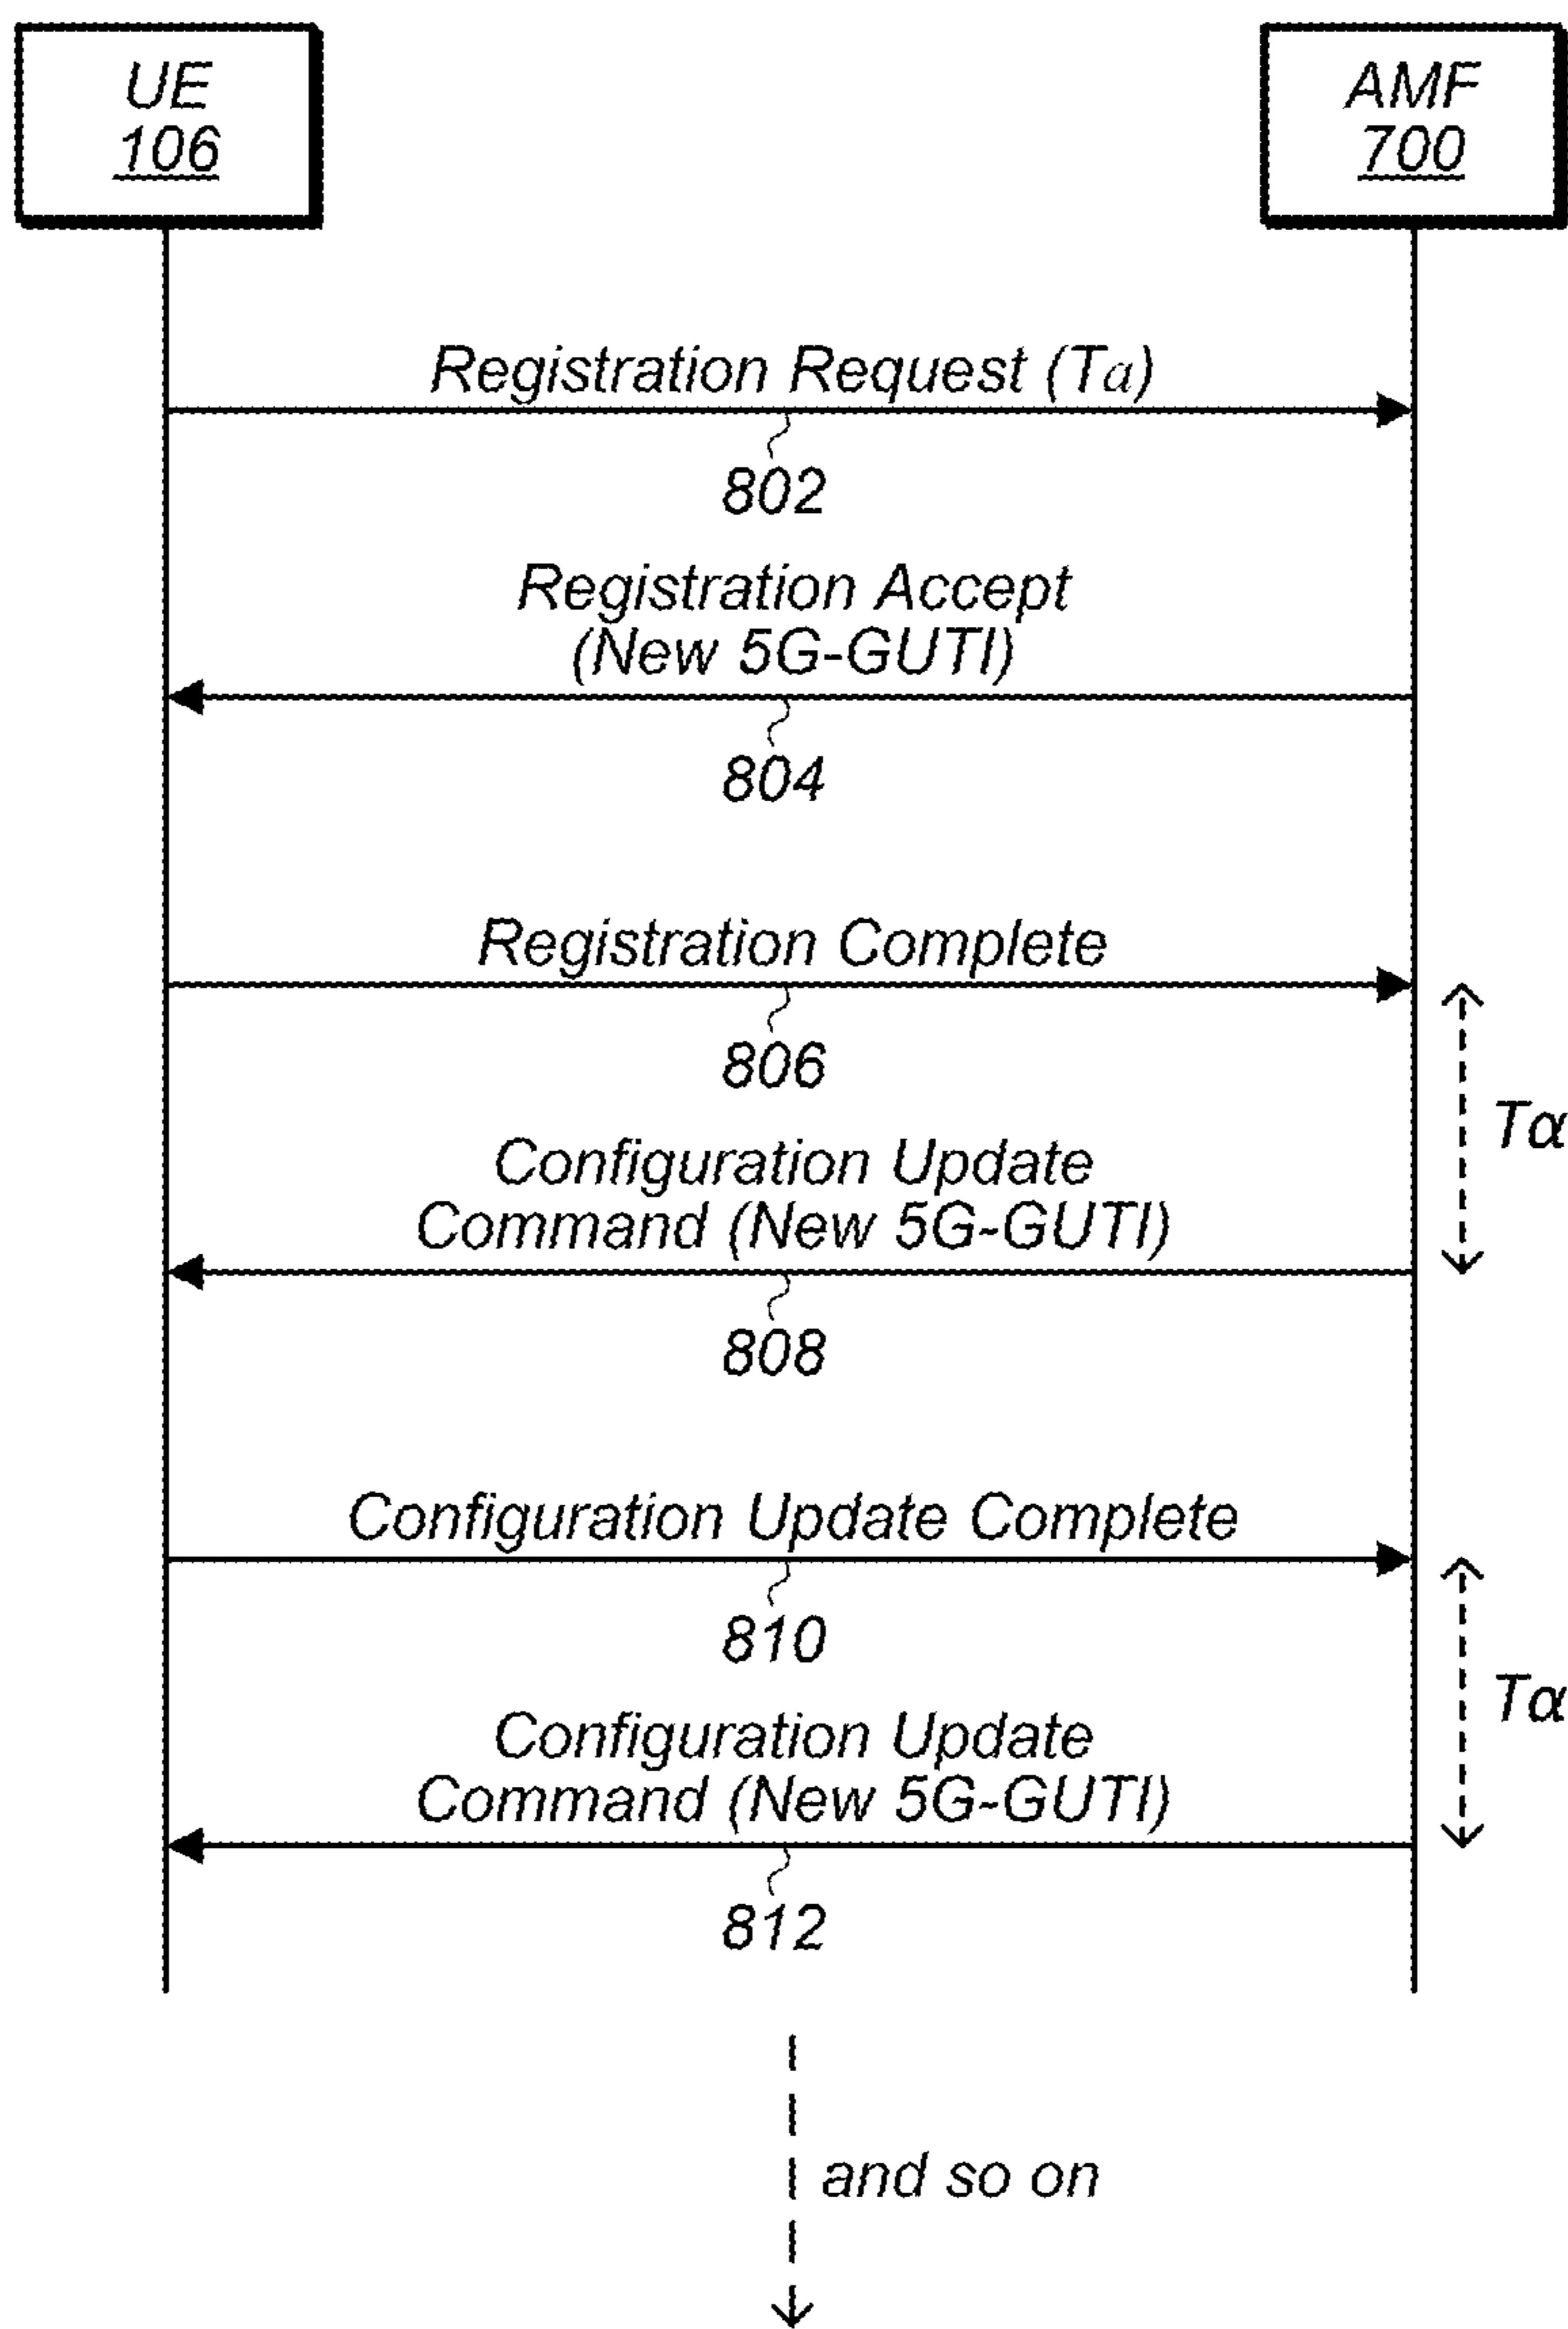 UE
106
AMF
700
Registration Request (Tα)
802
Registration Accept
(New 5G-GUTI)
804
Registration Complete
806
Tα
Configuration Update
Command (New 5G-GUTI)
808
Configuration Update Complete
810
Tα
Configuration Update
Command (New 5G-GUTI)
812
and so on